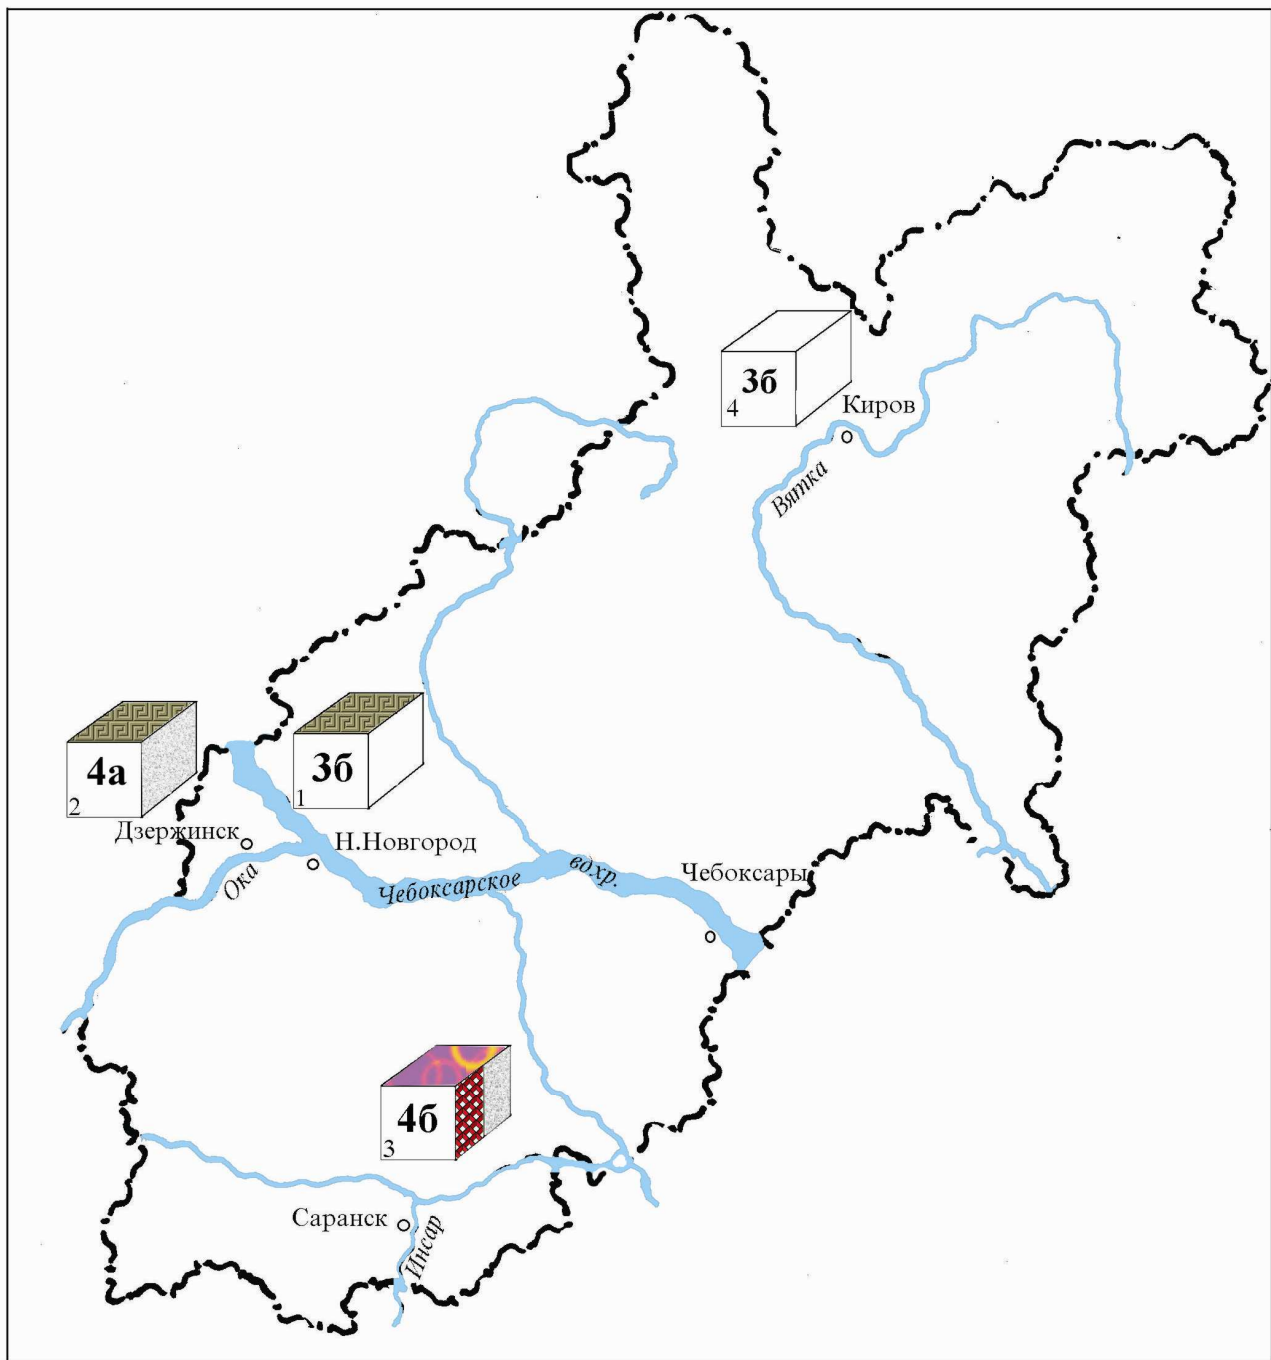 3б
4
Киров
Вятка
4а
2
3б
1
Дзержинск
Н.Новгород
Ока
Чебоксарское
вдхр.
Чебоксары
4б
3
Саранск
Инсар